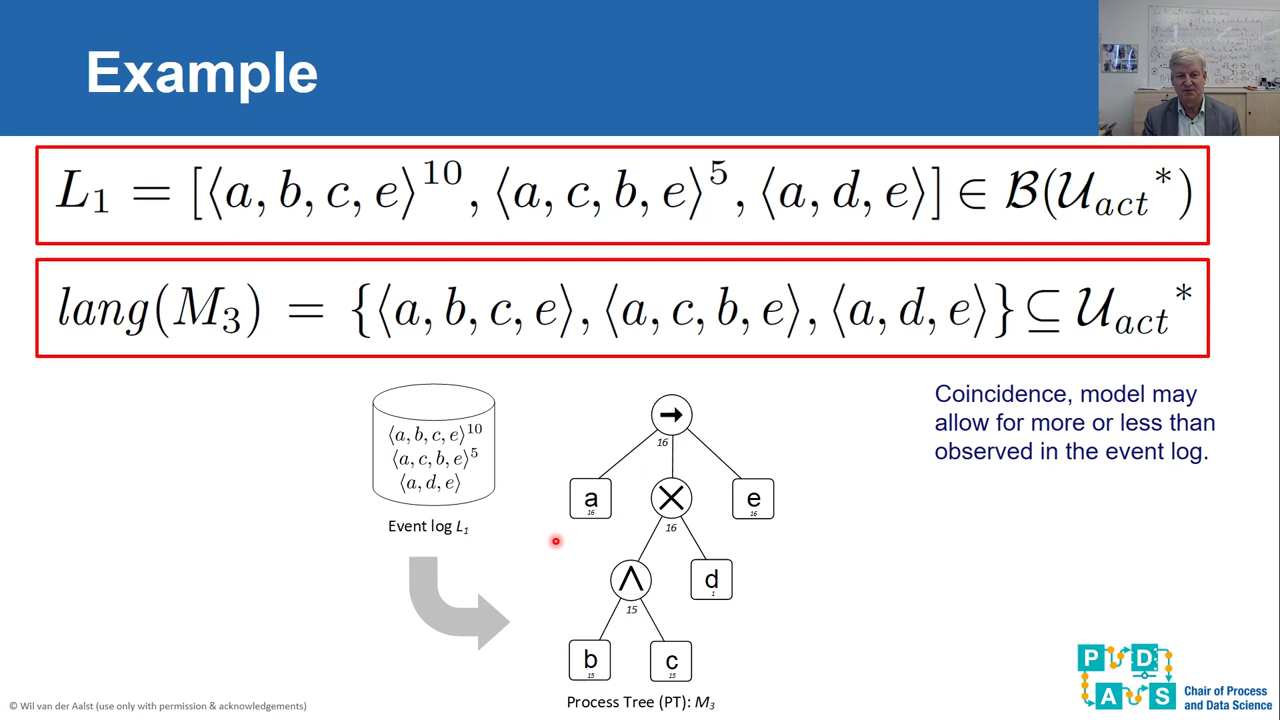 Example
L₁ = [⟨a, b, c, e⟩¹⁰, ⟨a, c, b, e⟩⁵, ⟨a, d, e⟩] ∈ ℬ(𝒰_act*)
lang(M₃) = {⟨a, b, c, e⟩, ⟨a, c, b, e⟩, ⟨a, d, e⟩} ⊆ 𝒰_act*
⟨a, b, c, e⟩¹⁰
⟨a, c, b, e⟩⁵
⟨a, d, e⟩
Event log L₁
→
16
a
16
×
16
e
16
∧
15
d
1
b
15
c
15
Process Tree (PT): M₃
Coincidence, model may
allow for more or less than
observed in the event log.
P D
A S
Chair of Process
and Data Science
© Wil van der Aalst (use only with permission & acknowledgements)